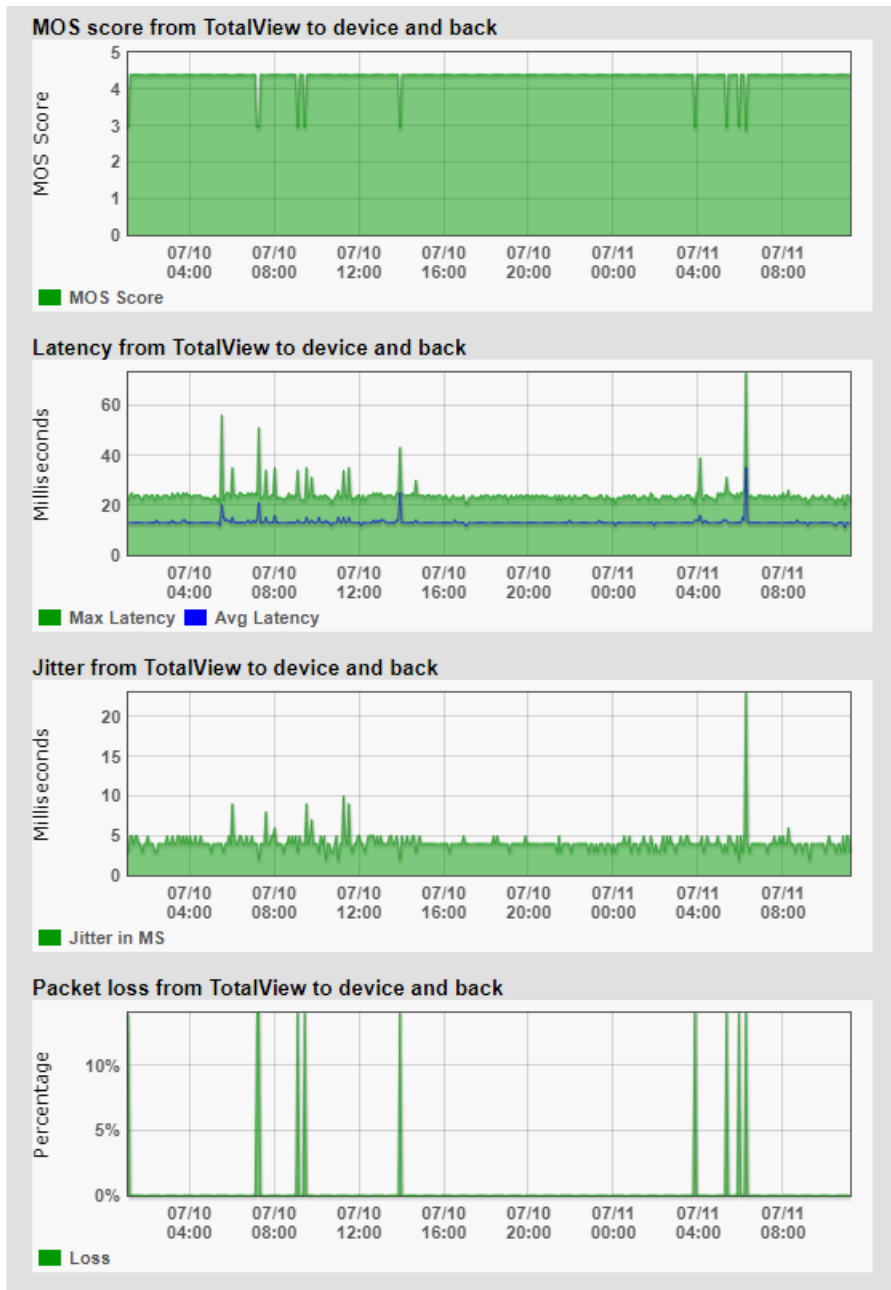 MOS score from TotalView to device and back
MOS Score
5
4
3
2
1
0
07/10 07/10 07/10 07/10 07/10 07/11 07/11 07/11
04:00 08:00 12:00 16:00 20:00 00:00 04:00 08:00
MOS Score
Latency from TotalView to device and back
Milliseconds
60
40
20
0
07/10 07/10 07/10 07/10 07/10 07/11 07/11 07/11
04:00 08:00 12:00 16:00 20:00 00:00 04:00 08:00
Max Latency Avg Latency
Jitter from TotalView to device and back
Milliseconds
20
15
10
5
0
07/10 07/10 07/10 07/10 07/10 07/11 07/11 07/11
04:00 08:00 12:00 16:00 20:00 00:00 04:00 08:00
Jitter in MS
Packet loss from TotalView to device and back
Percentage
10%
5%
0%
07/10 07/10 07/10 07/10 07/10 07/11 07/11 07/11
04:00 08:00 12:00 16:00 20:00 00:00 04:00 08:00
Loss